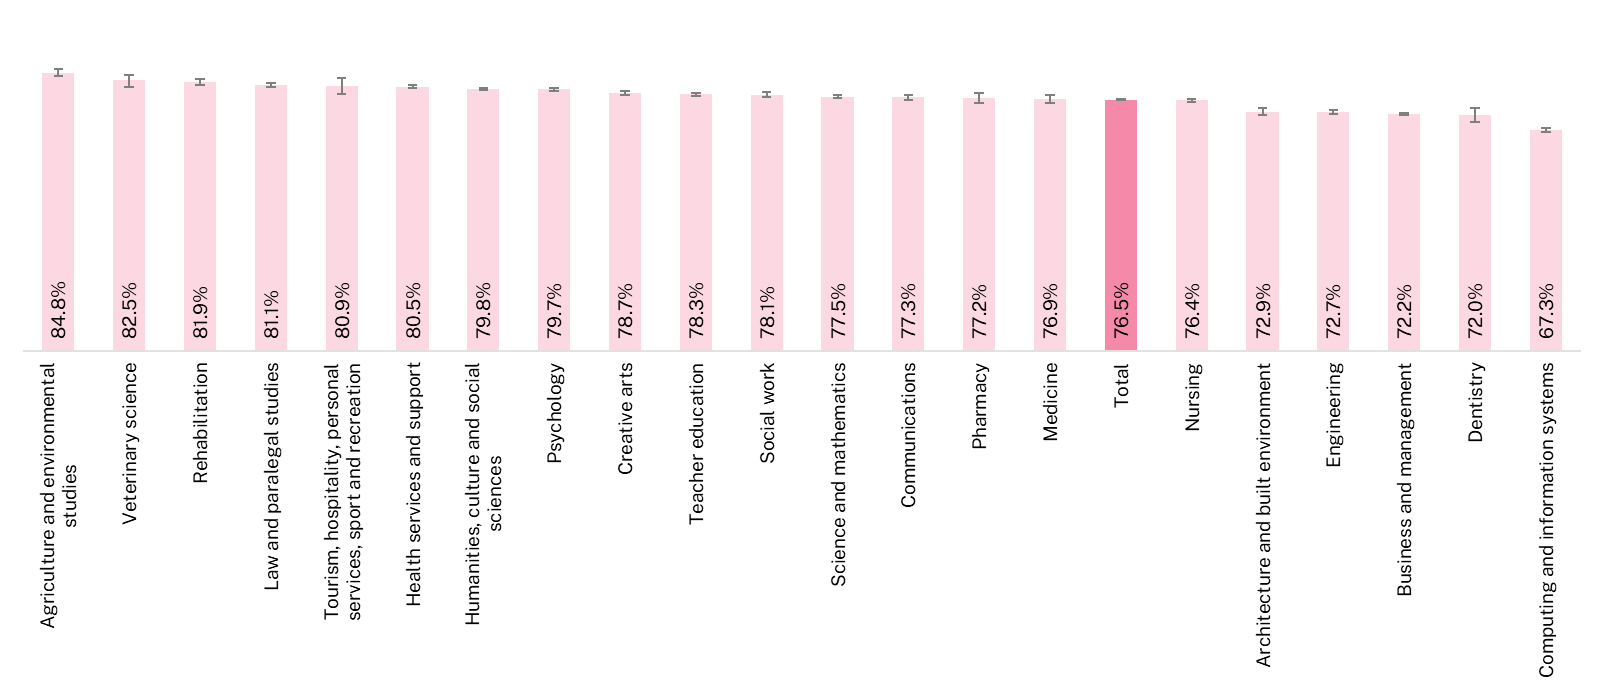 84.8%
82.5%
81.9%
81.1%
80.9%
80.5%
79.8%
79.7%
78.7%
78.3%
78.1%
77.5%
77.3%
77.2%
76.9%
76.5%
76.4%
72.9%
72.7%
72.2%
72.0%
67.3%
Agriculture and environmental
studies
Veterinary science
Rehabilitation
Law and paralegal studies
Tourism, hospitality, personal
services, sport and recreation
Health services and support
Humanities, culture and social
sciences
Psychology
Creative arts
Teacher education
Social work
Science and mathematics
Communications
Pharmacy
Medicine
Total
Nursing
Architecture and built environment
Engineering
Business and management
Dentistry
Computing and information systems